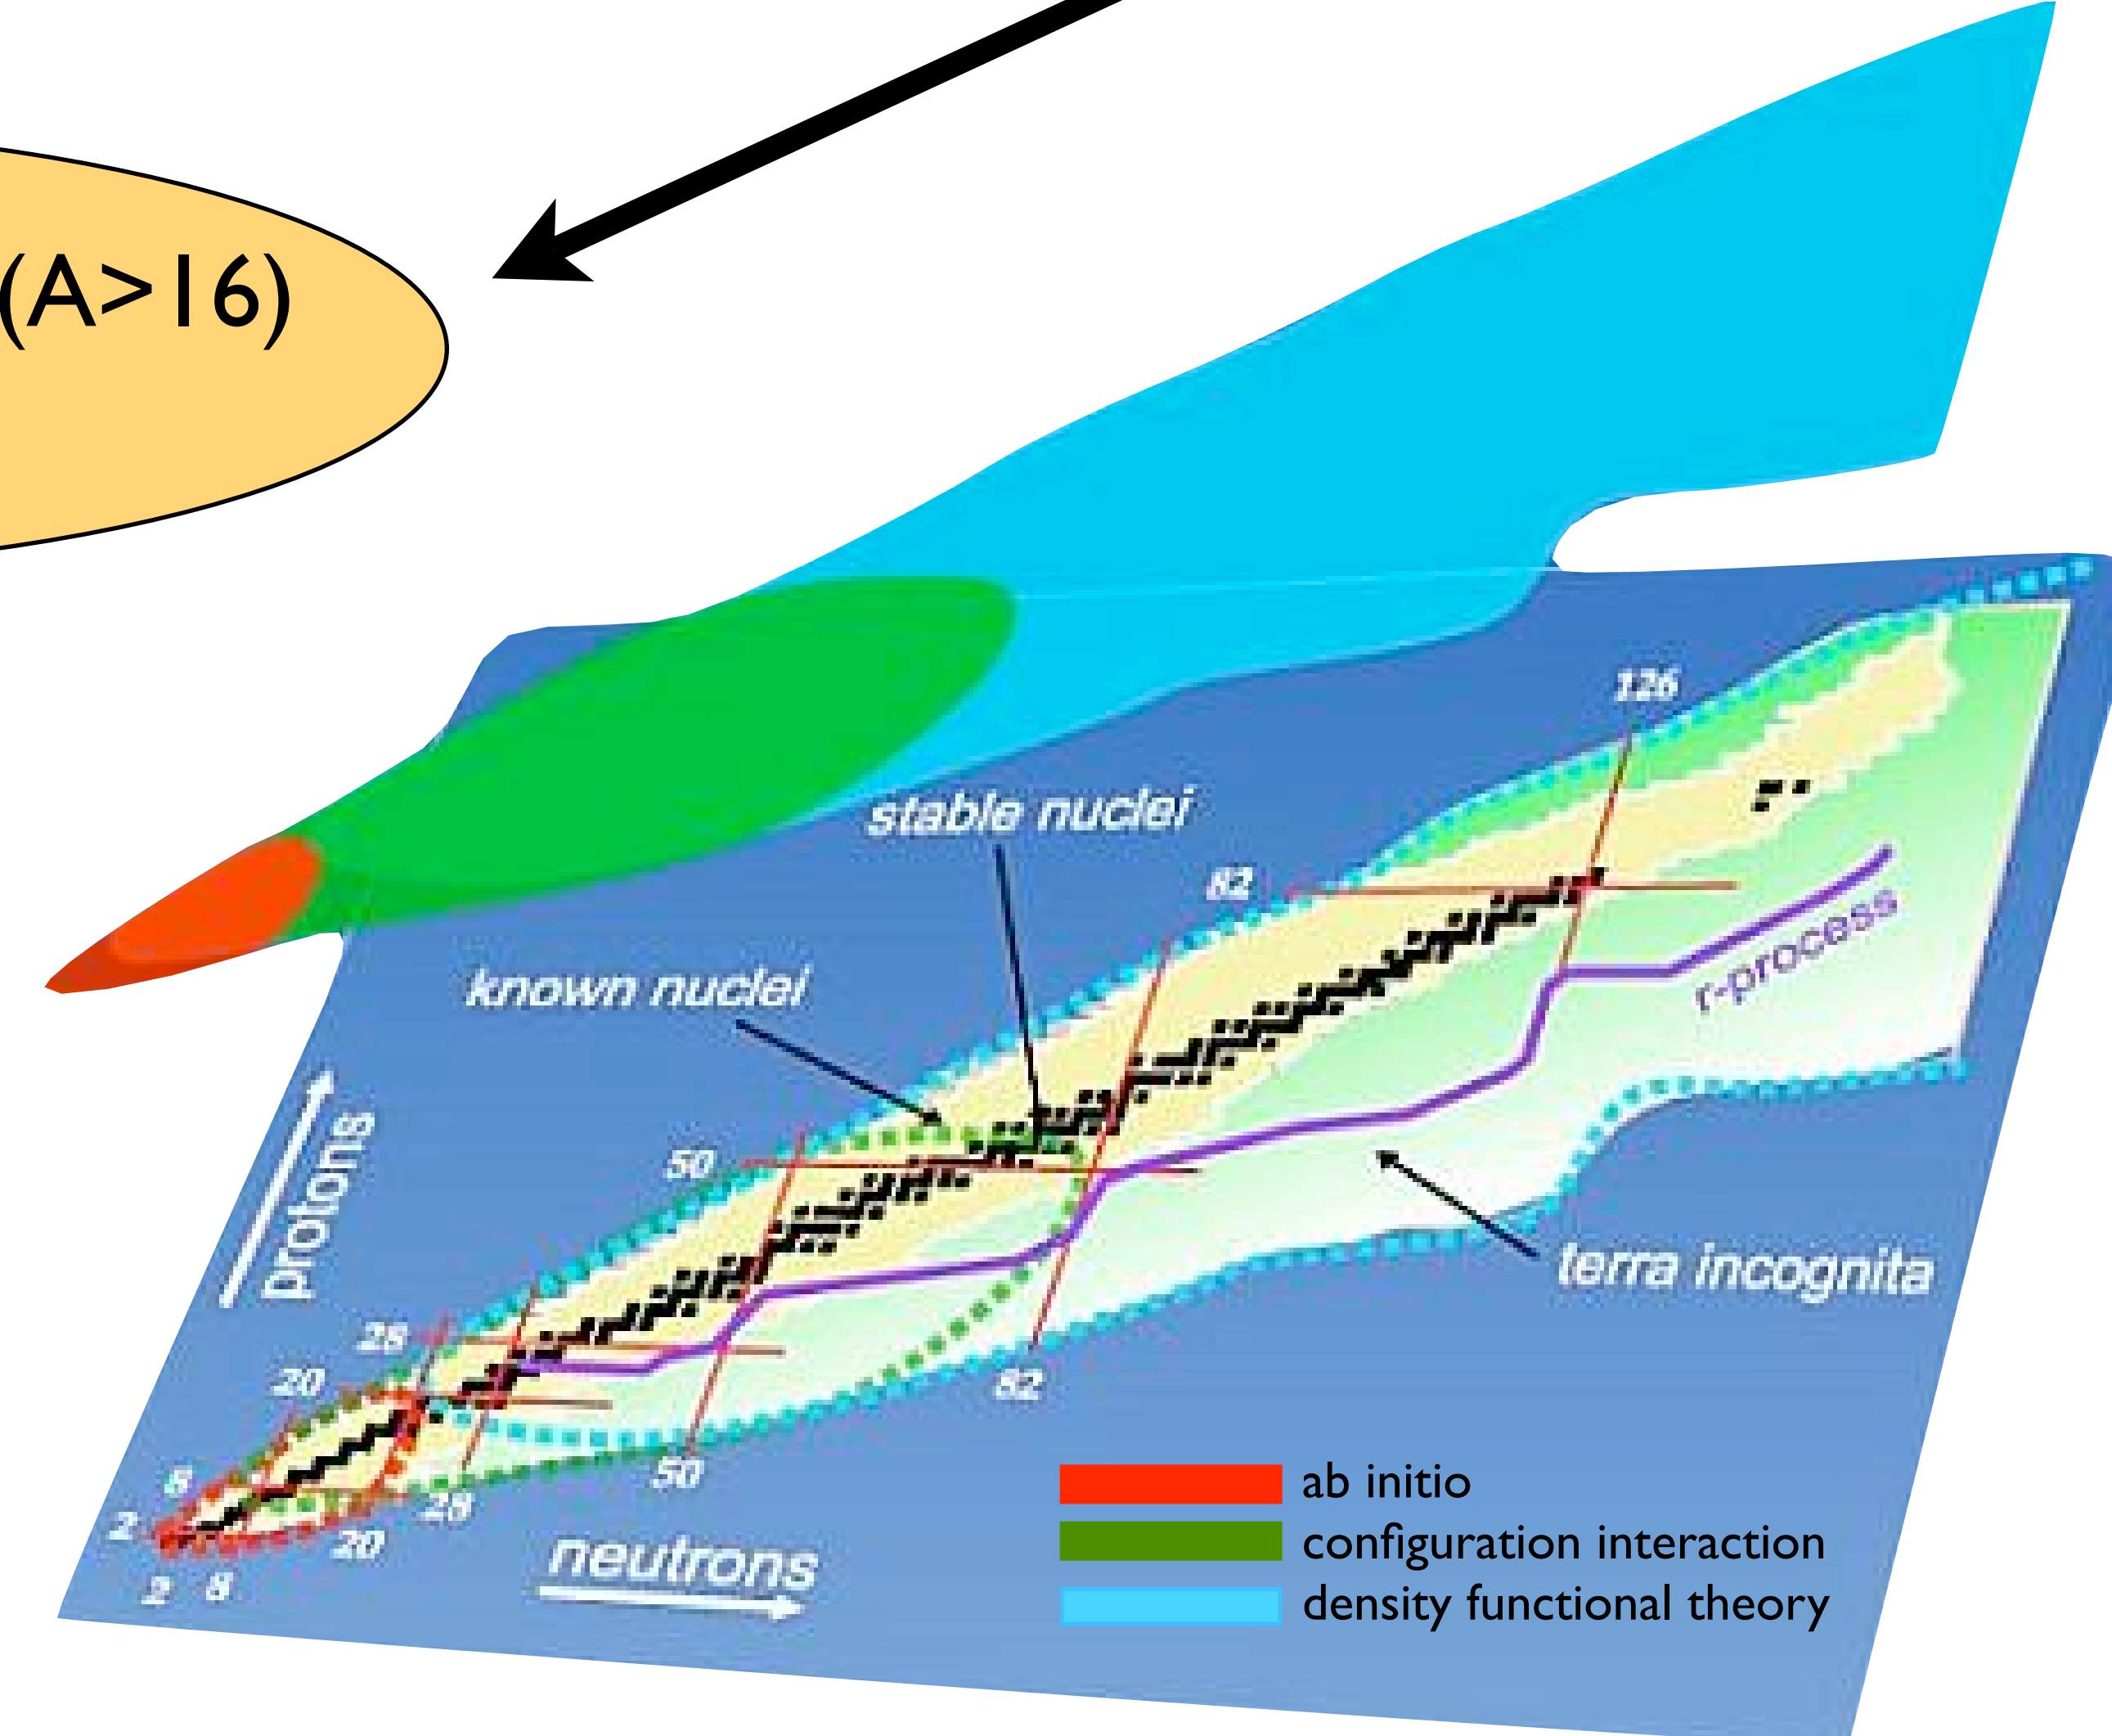 (A>16)
126
stable nuclei
82
known nuclei
r-process
protons
50
terra incognita
28
20
82
50
8
28
2
20
neutrons
2
8
ab initio
configuration interaction
density functional theory